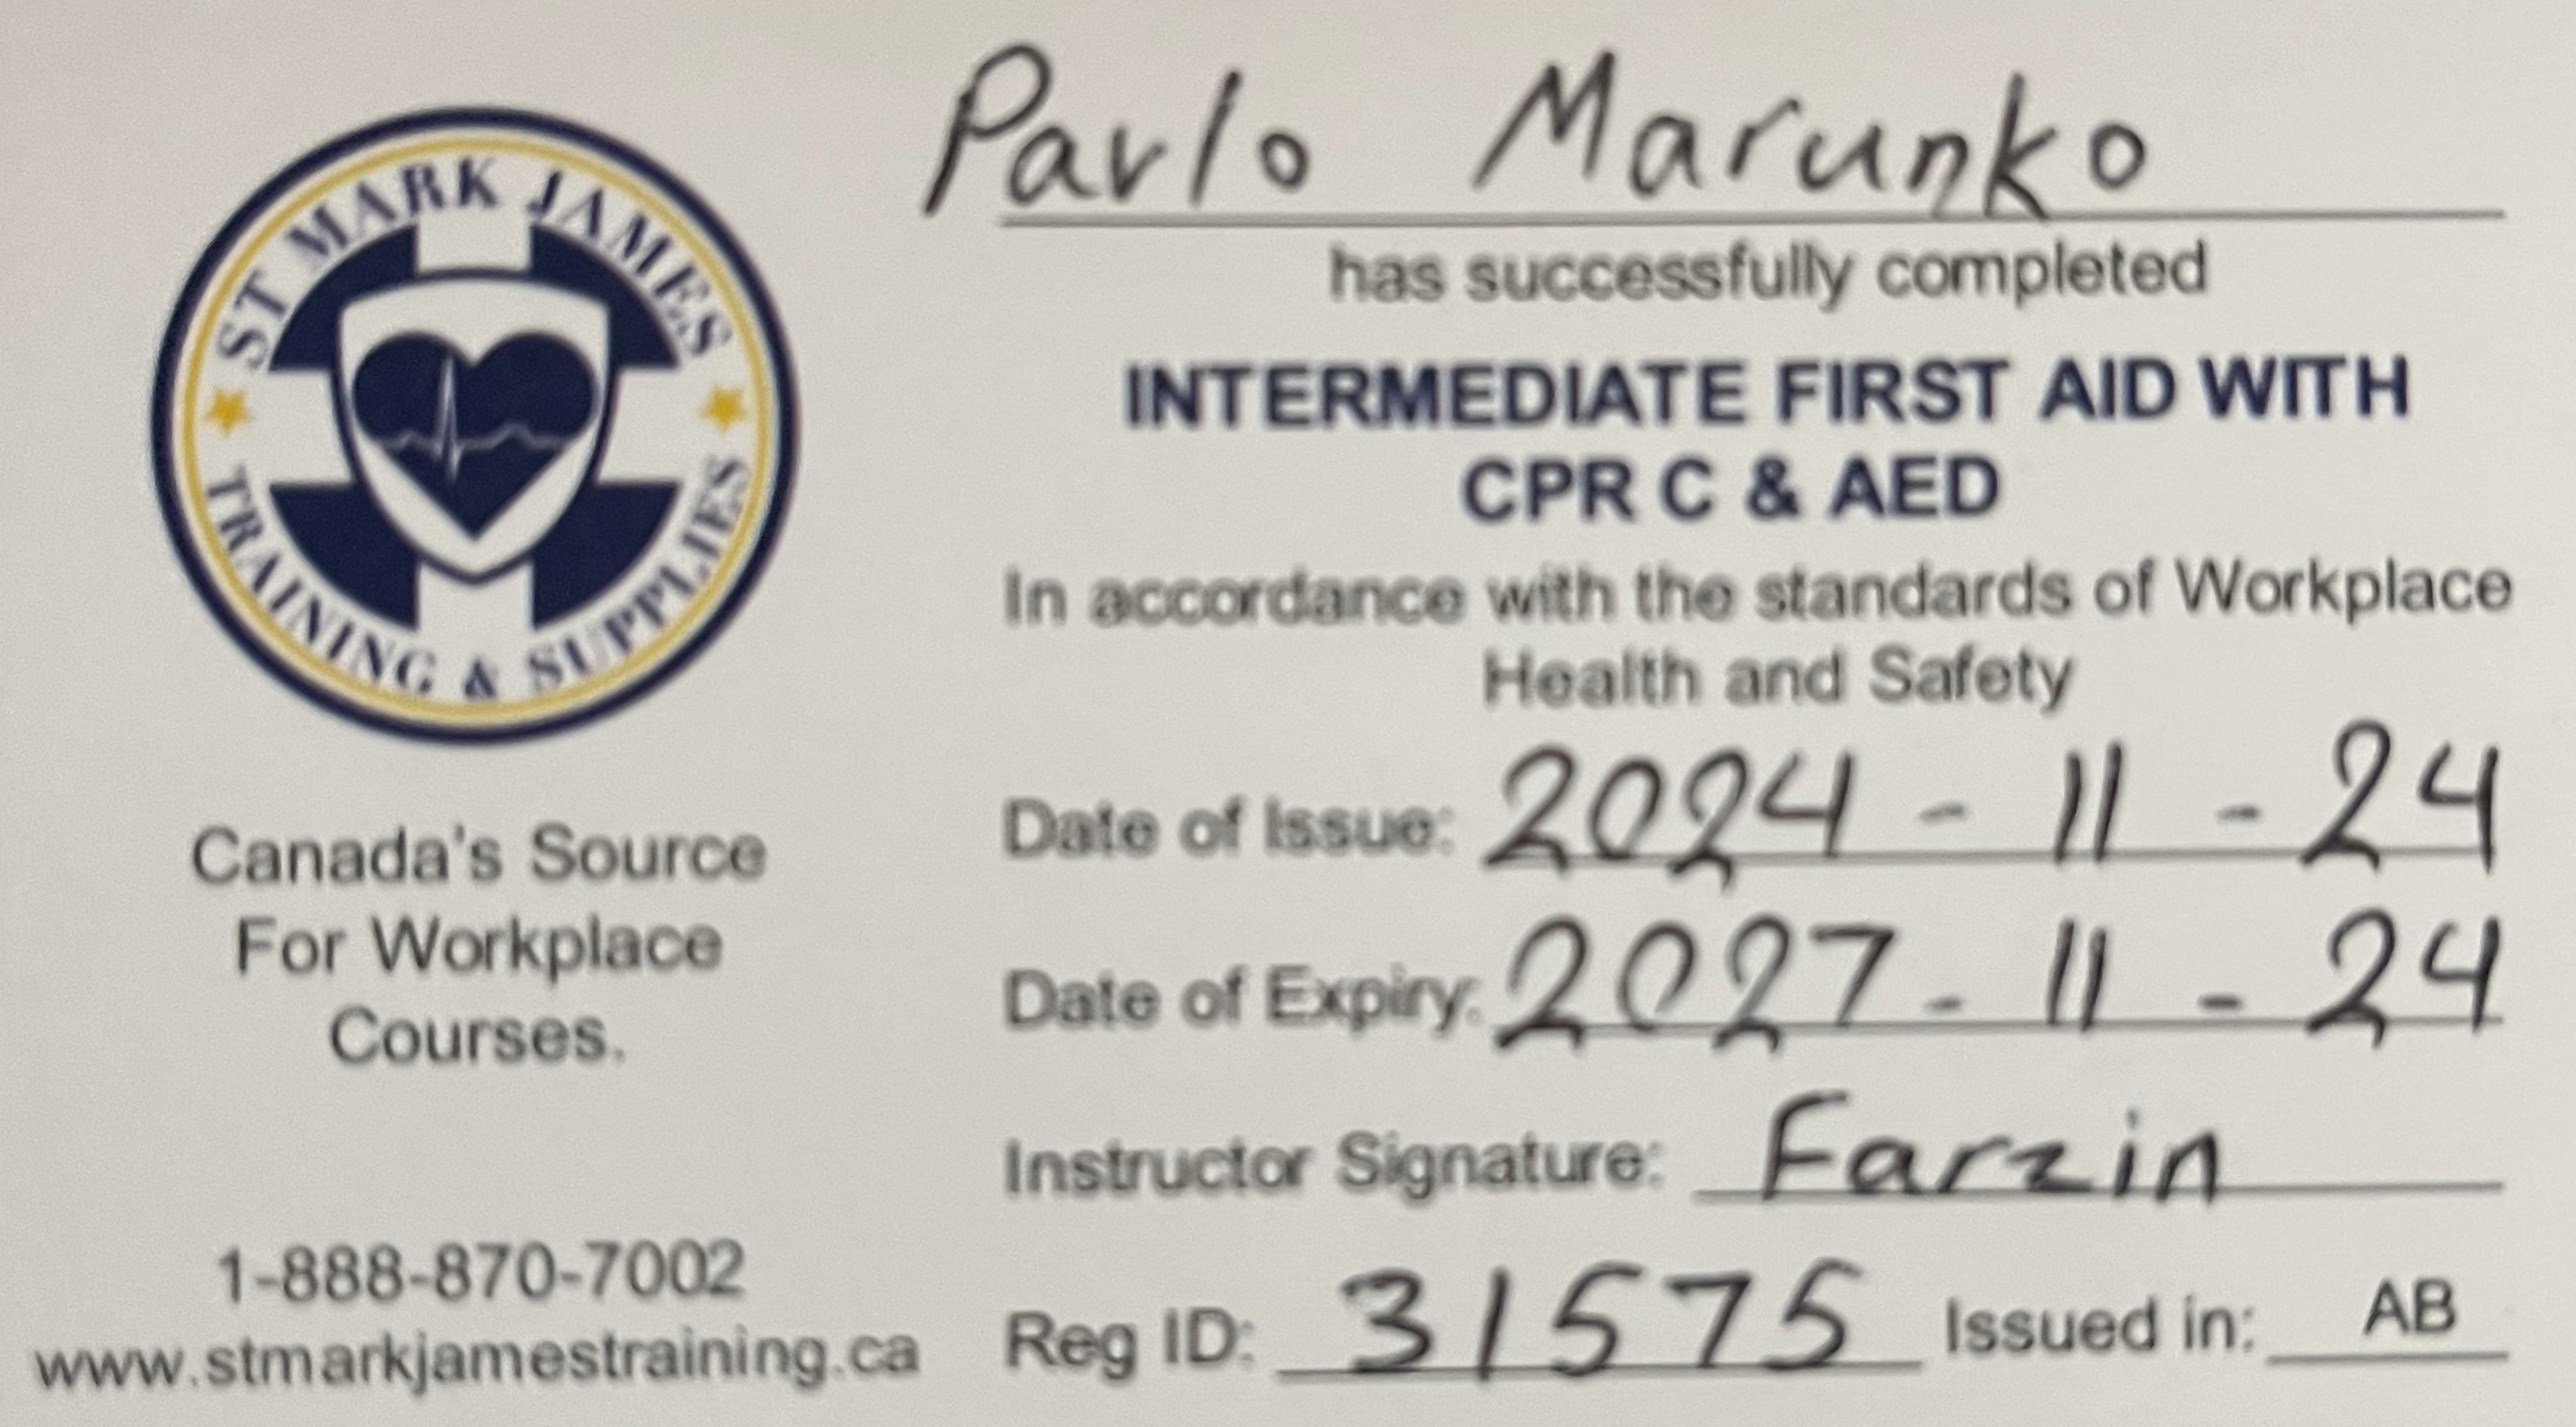 ST MARK JAMES
TRAINING & SUPPLIES
Canada's Source
For Workplace
Courses.
1-888-870-7002
www.stmarkjamestraining.ca
Pavlo Marunko
has successfully completed
INTERMEDIATE FIRST AID WITH
CPR C & AED
In accordance with the standards of Workplace
Health and Safety
Date of Issue: 2024 - 11 - 24
Date of Expiry: 2027 - 11 - 24
Instructor Signature: Farzin
Reg ID: 31575 Issued in: AB